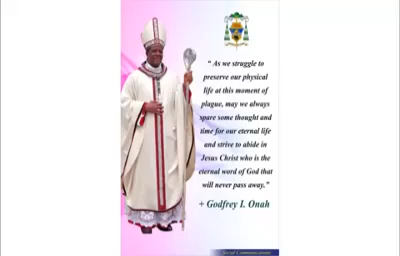 “ As we struggle to
preserve our physical
life at this moment of
plague, may we always
spare some thought and
time for our eternal life
and strive to abide in
Jesus Christ who is the
eternal word of God that
will never pass away.”
+ Godfrey I. Onah
Social Communications